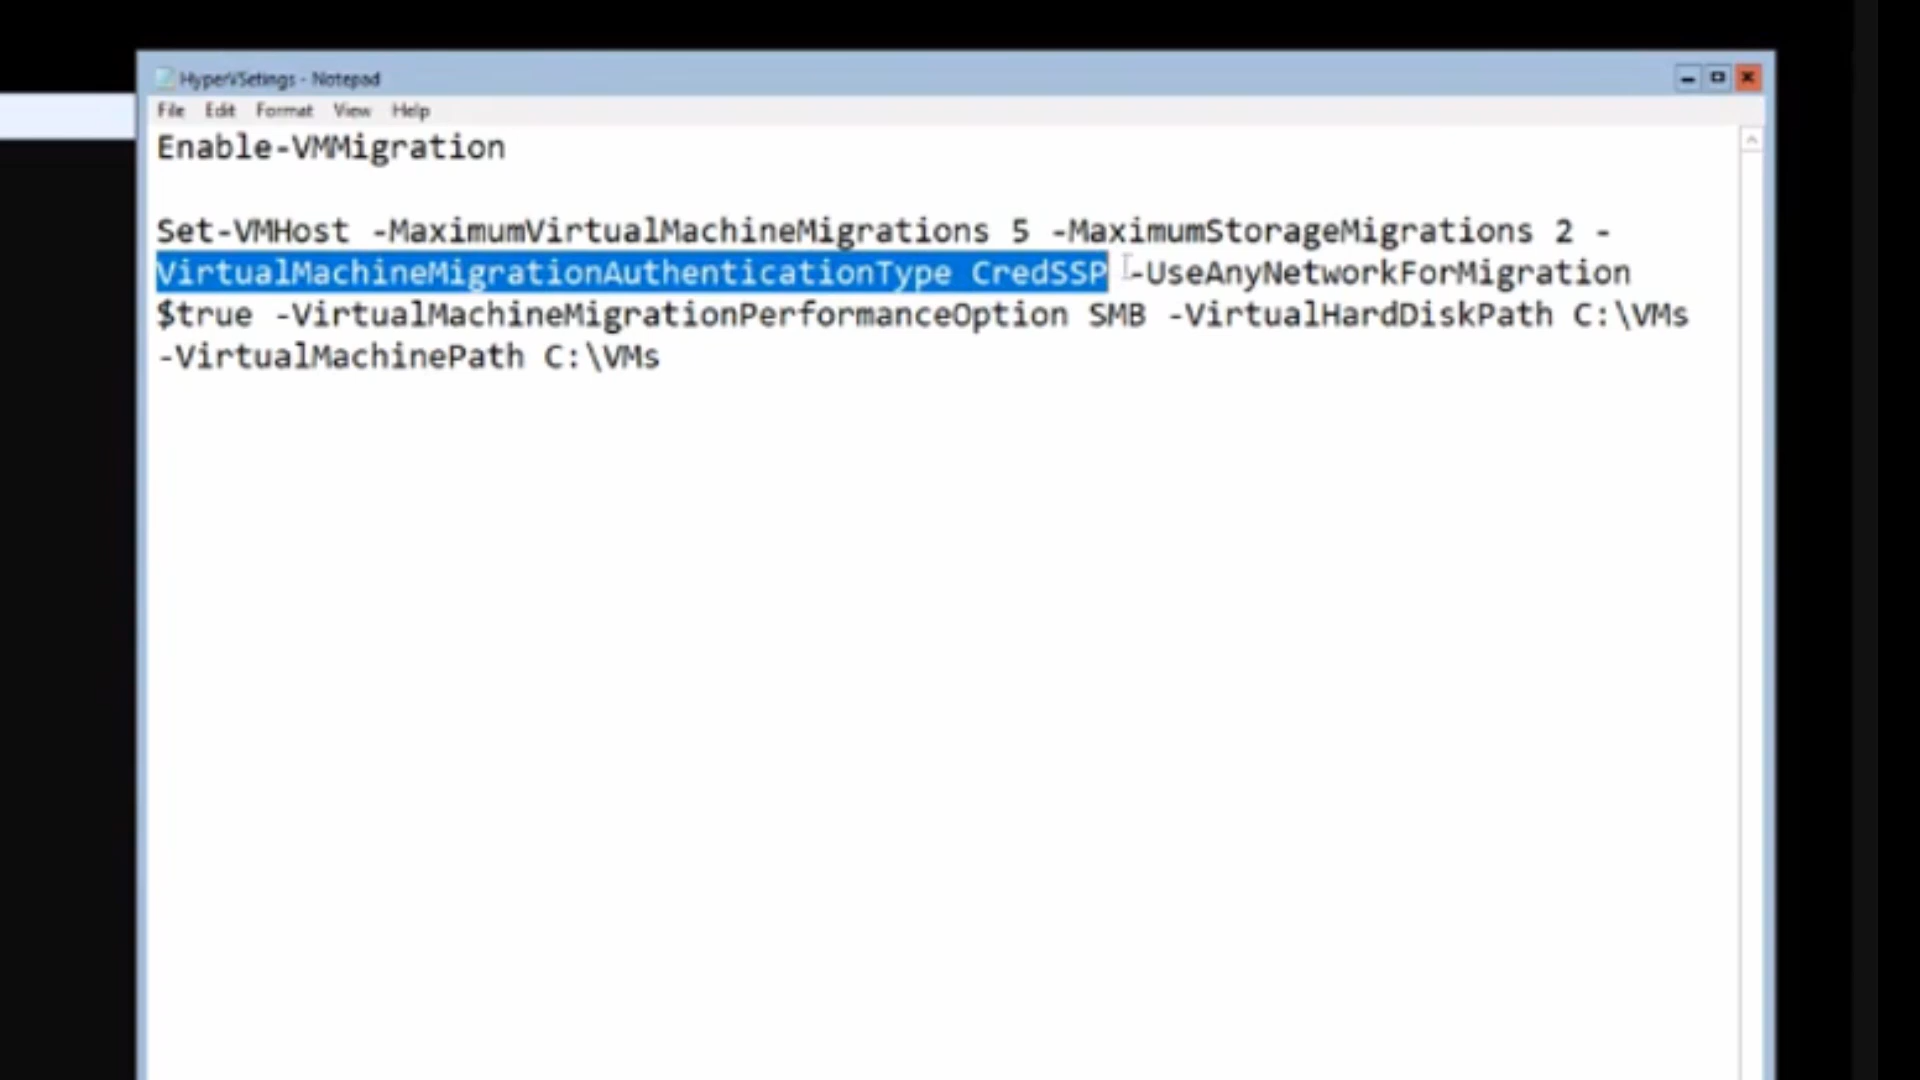 HyperVSetings - Notepad
File Edit Format View Help
Enable-VMMigration
Set-VMHost -MaximumVirtualMachineMigrations 5 -MaximumStorageMigrations 2 -
VirtualMachineMigrationAuthenticationType CredSSP -UseAnyNetworkForMigration
$true -VirtualMachineMigrationPerformanceOption SMB -VirtualHardDiskPath C:\VMs
-VirtualMachinePath C:\VMs